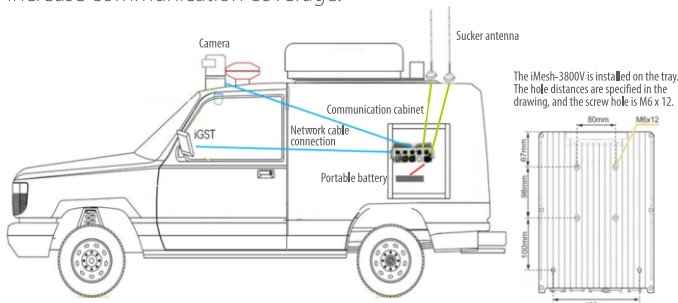 increase communication coverage.
Sucker antenna
Camera
The iMesh-3800V is installed on the tray.
The hole distances are specified in the
drawing, and the screw hole is M6 x 12.
Communication cabinet
iGST
Network cable
connection
Portable battery
80mm
M6x12
67mm
98mm
100mm